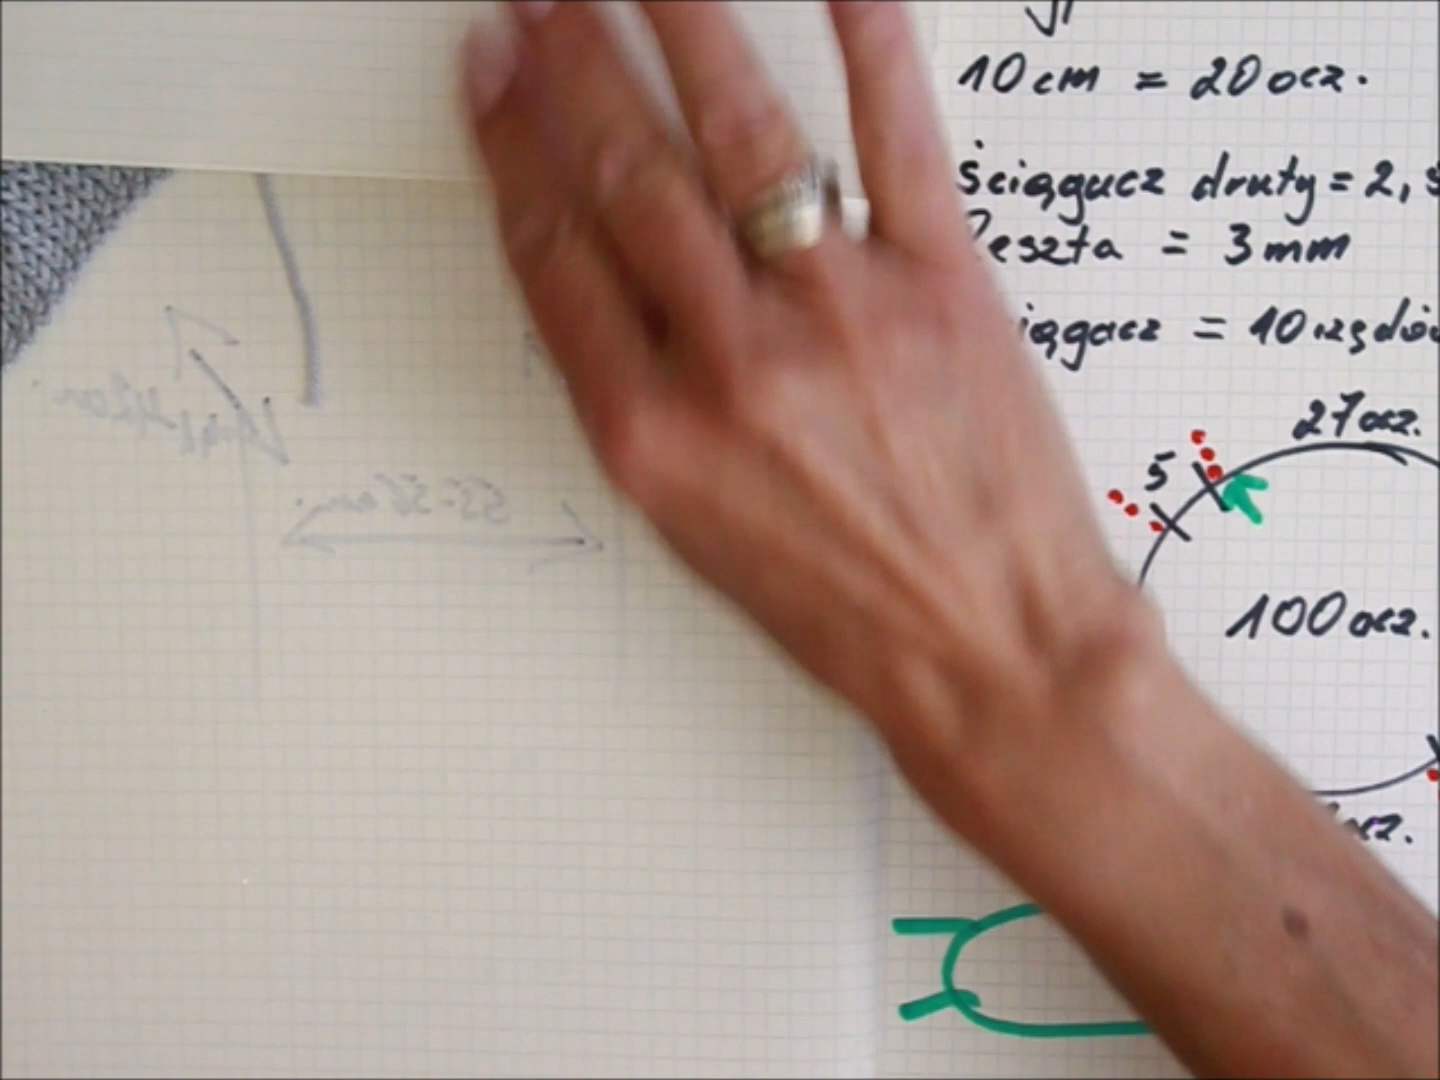 10cm = 20 ocz.
ściągacz druty = 2,
Reszta = 3mm
ściągacz = 10 rzędów
27 ocz.
5
100 ocz.
ocz.
55-56 cm.